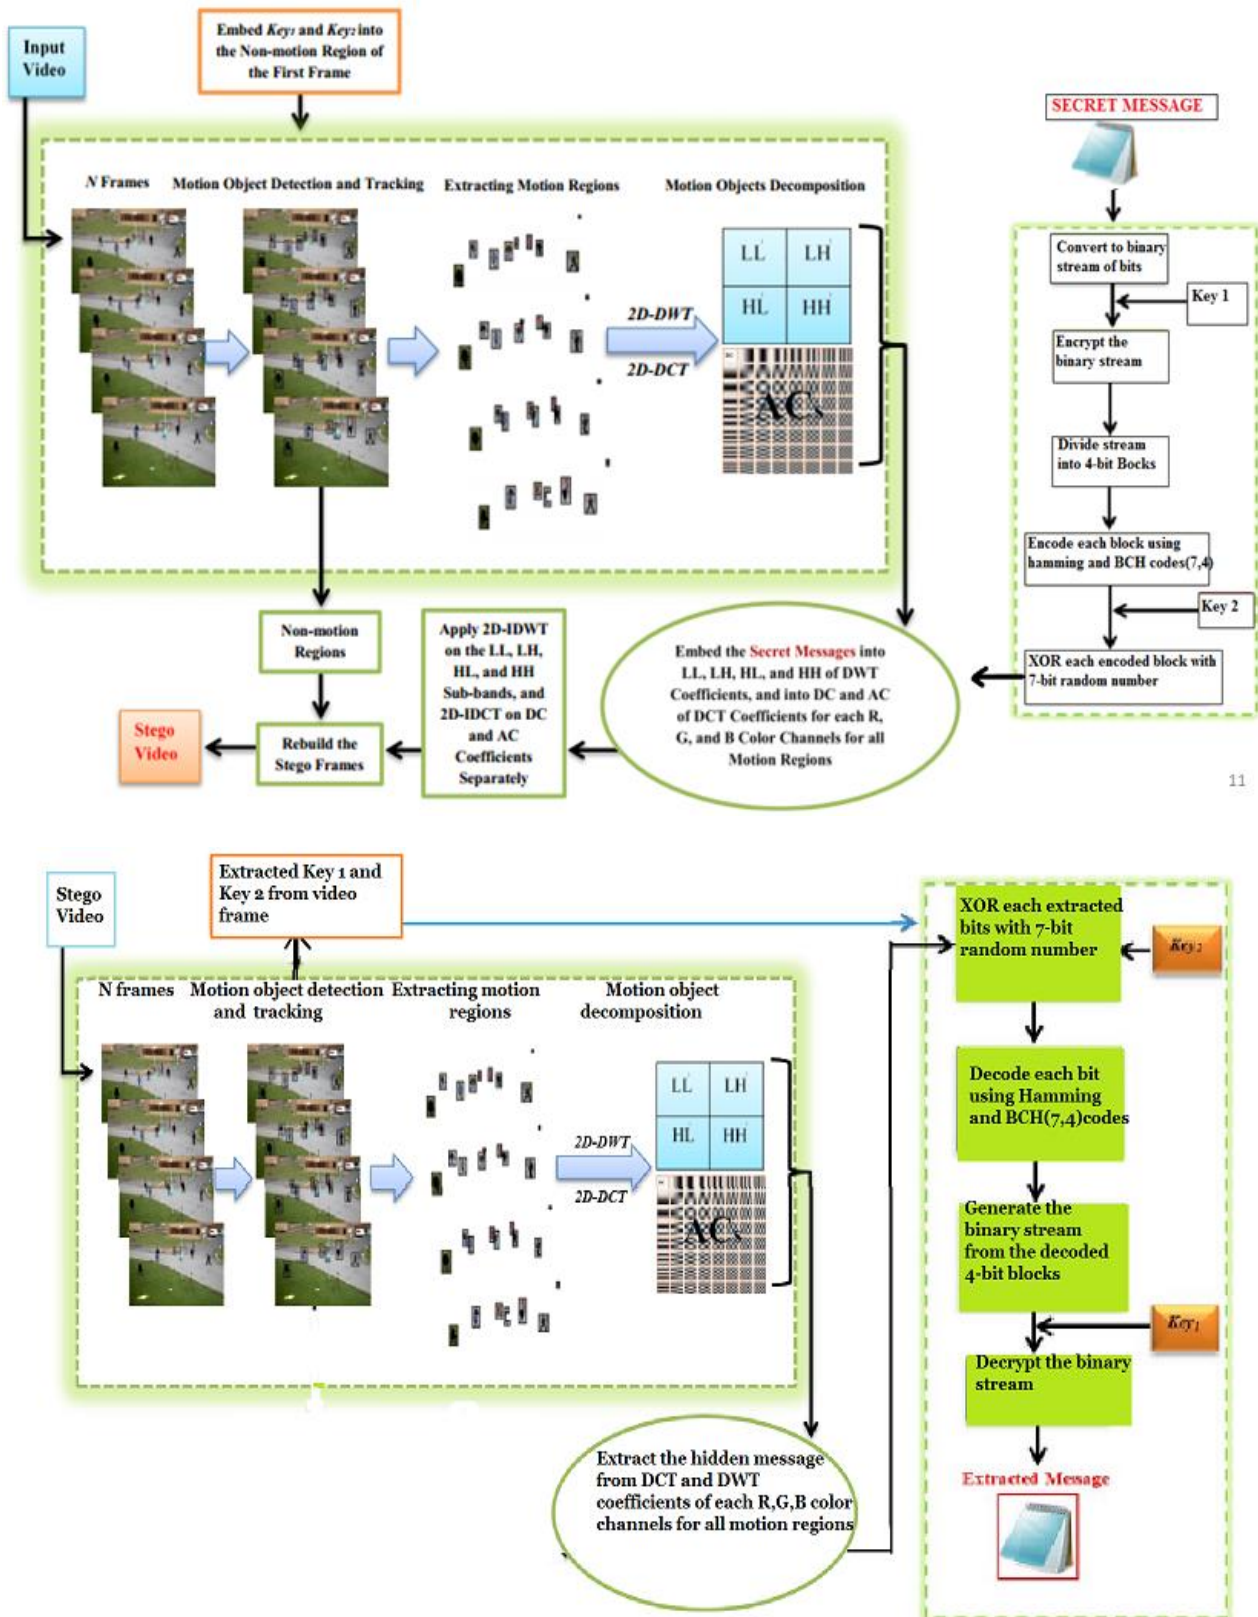 Input
Video
Embed Key1 and Key2 into
the Non-motion Region of
the First Frame
N Frames
Motion Object Detection and Tracking
Extracting Motion Regions
Motion Objects Decomposition
LL
LH
HL
HH
2D-DWT
2D-DCT
DC
ACs
SECRET MESSAGE
Convert to binary
stream of bits
Key 1
Encrypt the
binary stream
Divide stream
into 4-bit Bocks
Encode each block using
hamming and BCH codes(7,4)
Key 2
XOR each encoded block with
7-bit random number
Embed the Secret Messages into
LL, LH, HL, and HH of DWT
Coefficients, and into DC and AC
of DCT Coefficients for each R,
G, and B Color Channels for all
Motion Regions
Apply 2D-IDWT
on the LL, LH,
HL, and HH
Sub-bands, and
2D-IDCT on DC
and AC
Coefficients
Separately
Non-motion
Regions
Rebuild the
Stego Frames
Stego
Video
11
Stego
Video
Extracted Key 1 and
Key 2 from video
frame
N frames
Motion object detection
and tracking
Extracting motion
regions
Motion object
decomposition
LL
LH
HL
HH
2D-DWT
2D-DCT
ACs
Extract the hidden message
from DCT and DWT
coefficients of each R,G,B color
channels for all motion regions
XOR each extracted
bits with 7-bit
random number
Key2
Decode each bit
using Hamming
and BCH(7,4)codes
Generate the
binary stream
from the decoded
4-bit blocks
Key1
Decrypt the binary
stream
Extracted Message